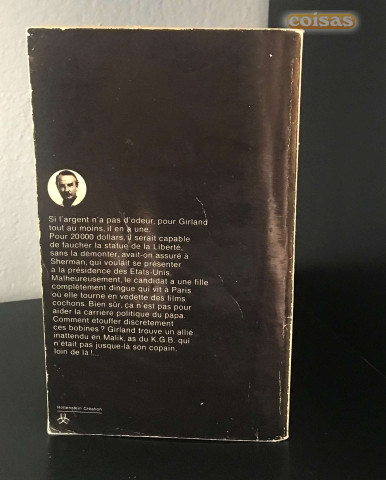 coisas
Si l'argent n'a pas d'odeur, pour Girland
tout au moins, il en a une.
Pour 20000 dollars, il serait capable
de faucher la statue de la Liberté,
sans la démonter, avait-on assuré à
Sherman, qui voulait se présenter
à la présidence des Etats-Unis.
Malheureusement, le candidat a une fille
complètement dingue qui vit à Paris
où elle tourne en vedette des films
cochons. Bien sûr, ça n'est pas pour
aider la carrière politique du papa.
Comment étouffer discrètement
ces bobines ? Girland trouve un allié
inattendu en Malik, as du K.G.B. qui
n'était pas jusque-là son copain,
loin de là !...
Hollenstein Création